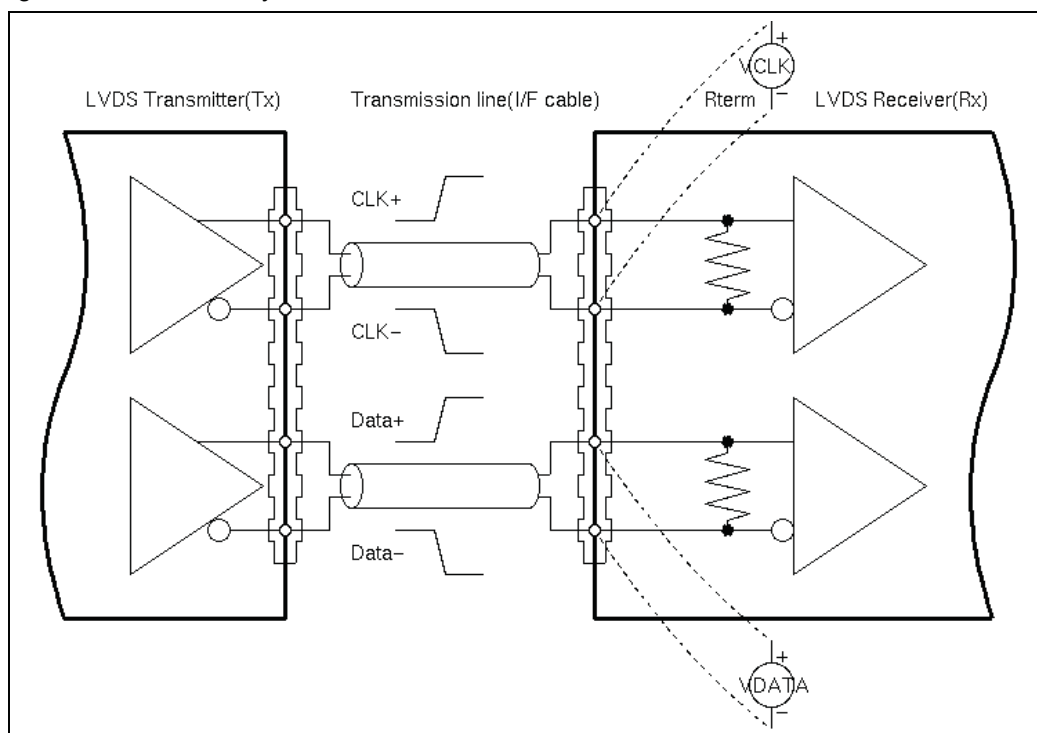 +
VCLK
−
LVDS Transmitter(Tx)
Transmission line(I/F cable)
Rterm
LVDS Receiver(Rx)
CLK+
CLK−
Data+
Data−
+
VDATA
−